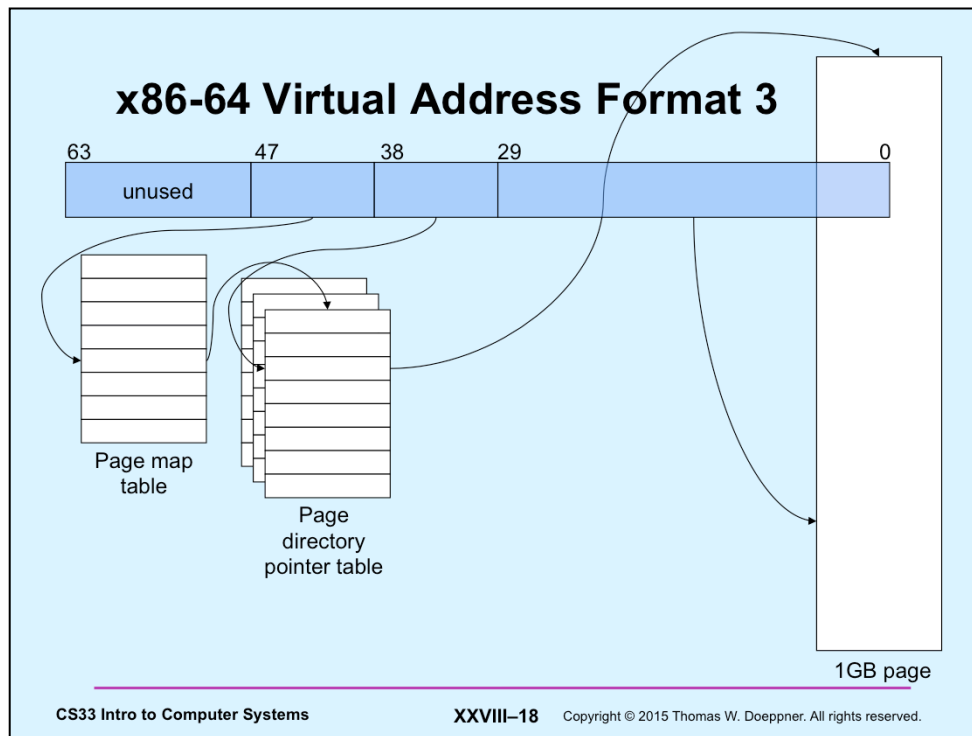 x86-64 Virtual Address Format 3
63 47 38 29 0
unused
Page map
table
Page
directory
pointer table
1GB page
CS33 Intro to Computer Systems XXVIII–18 Copyright © 2015 Thomas W. Doeppner. All rights reserved.